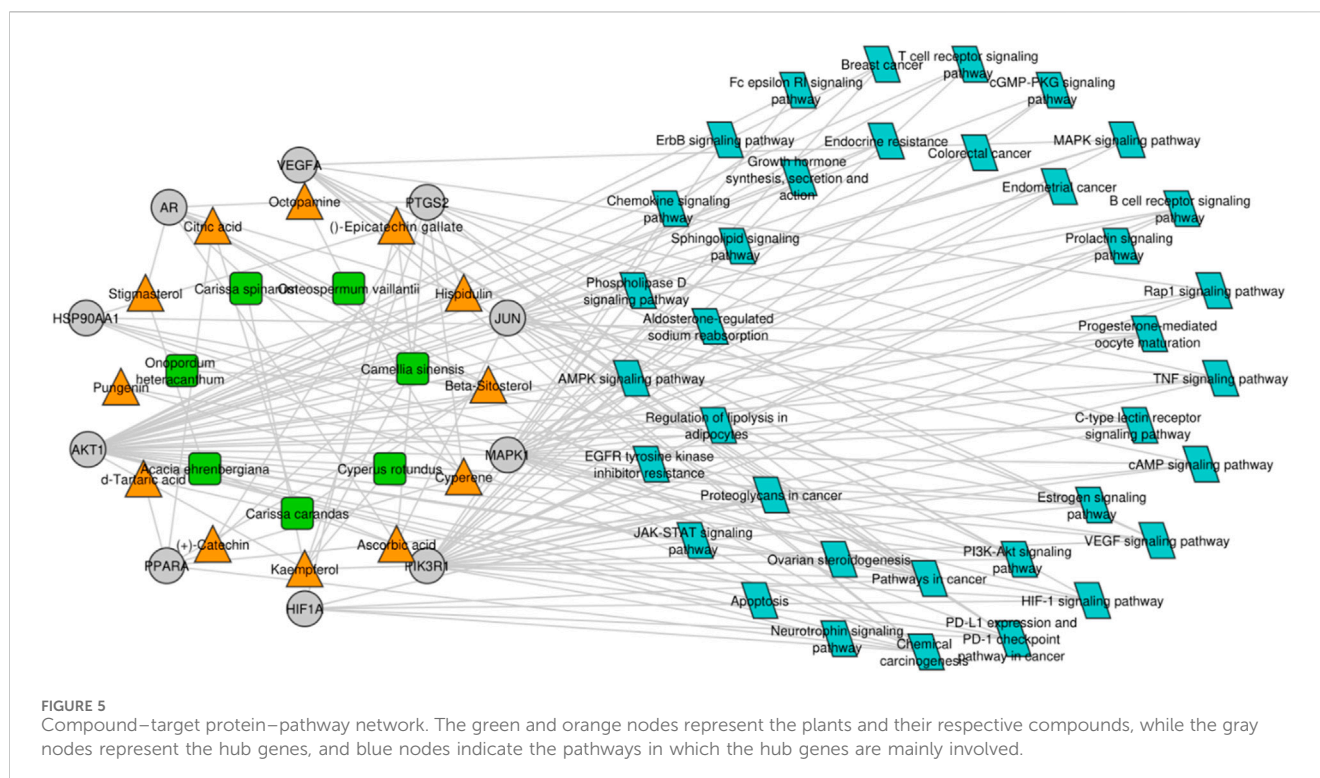 VEGFA
AR
Octopamine
PTGS2
Citric acid
()-Epicatechin gallate
Carissa spinarum
Osteospermum vaillantii
Stigmasterol
Hispidulin
HSP90AA1
JUN
Onopordum
heteracanthum
Camellia sinensis
Pungenin
Beta-Sitosterol
AKT1
MAPK1
Acacia ehrenbergiana
Cyperus rotundus
d-Tartaric acid
Cyperene
Carissa carandas
(+)-Catechin
Ascorbic acid
PPARA
Kaempferol
PIK3R1
HIF1A
Breast cancer
T cell receptor signaling
pathway
Fc epsilon RI signaling
pathway
cGMP-PKG signaling
pathway
ErbB signaling pathway
Endocrine resistance
Colorectal cancer
MAPK signaling pathway
Growth hormone
synthesis, secretion and
action
Endometrial cancer
Chemokine signaling
pathway
B cell receptor signaling
pathway
Sphingolipid signaling
pathway
Prolactin signaling
pathway
Phospholipase D
signaling pathway
Rap1 signaling pathway
Aldosterone-regulated
sodium reabsorption
Progesterone-mediated
oocyte maturation
AMPK signaling pathway
TNF signaling pathway
Regulation of lipolysis in
adipocytes
C-type lectin receptor
signaling pathway
EGFR tyrosine kinase
inhibitor resistance
cAMP signaling pathway
Proteoglycans in cancer
Estrogen signaling
pathway
JAK-STAT signaling
pathway
VEGF signaling pathway
Ovarian steroidogenesis
PI3K-Akt signaling
pathway
Pathways in cancer
Apoptosis
HIF-1 signaling pathway
Neurotrophin signaling
pathway
Chemical
carcinogenesis
PD-L1 expression and
PD-1 checkpoint
pathway in cancer
FIGURE 5
Compound–target protein–pathway network. The green and orange nodes represent the plants and their respective compounds, while the gray
nodes represent the hub genes, and blue nodes indicate the pathways in which the hub genes are mainly involved.